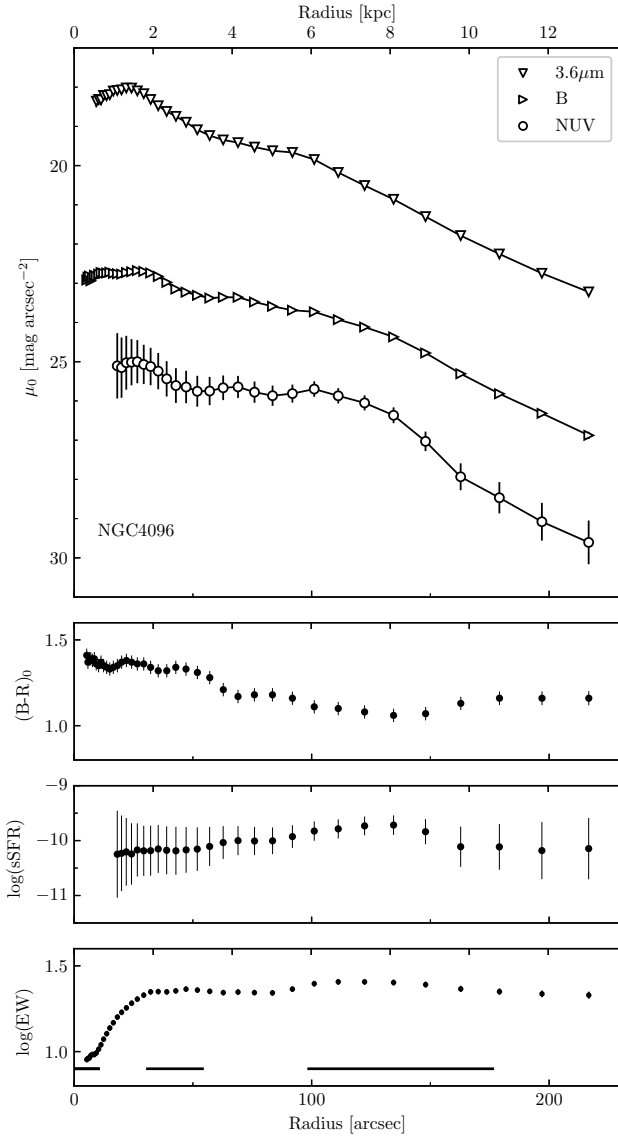 Radius [kpc]
0 2 4 6 8 10 12
3.6μm
B
NUV
20
25
30
μ₀ [mag arcsec⁻²]
NGC4096
1.5
1.0
(B-R)₀
−9
−10
−11
log(sSFR)
1.5
1.0
log(EW)
0 100 200
Radius [arcsec]